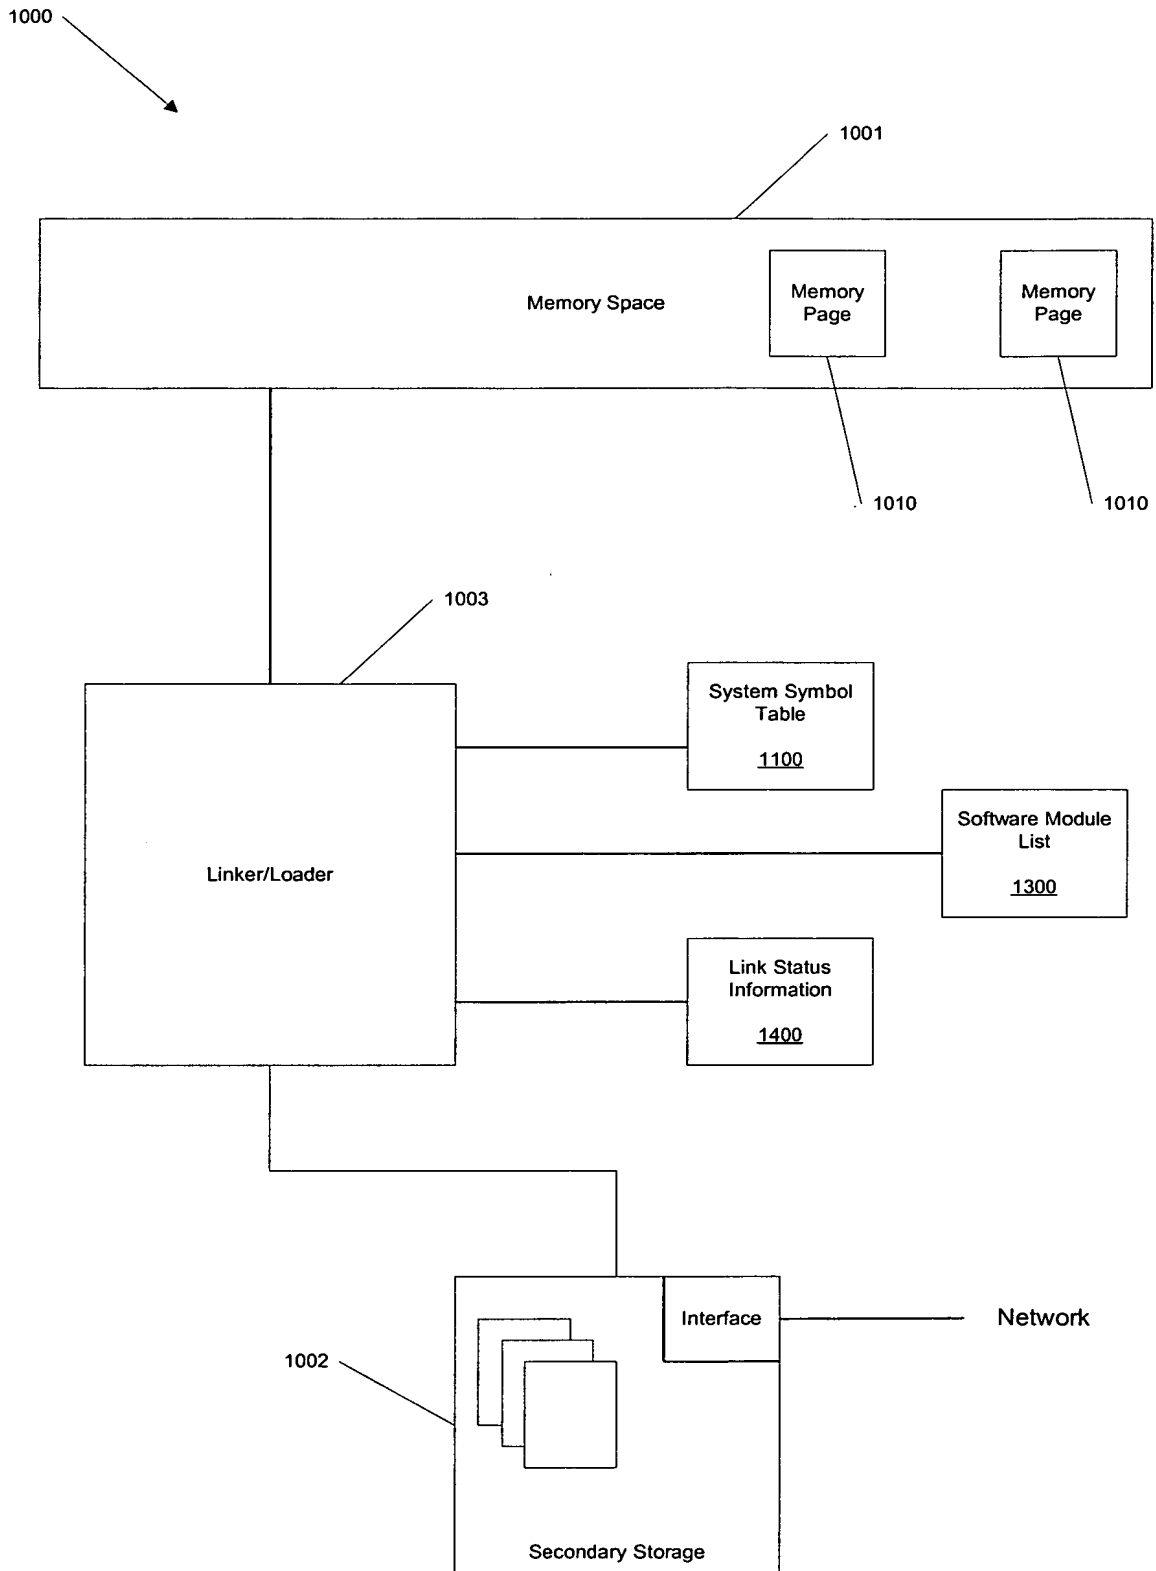 1000
1001
Memory Space
Memory
Page
Memory
Page
1010
1010
1003
System Symbol
Table
1100
Software Module
List
1300
Linker/Loader
Link Status
Information
1400
Interface
Network
1002
Secondary Storage